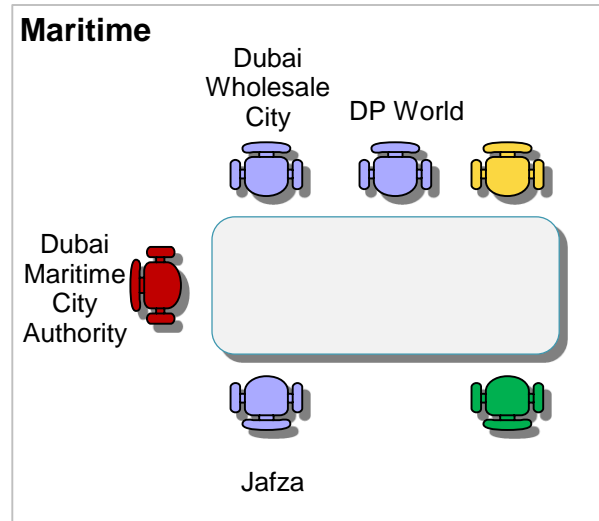 Maritime
Dubai
Wholesale
City
DP World
Dubai
Maritime
City
Authority
Jafza